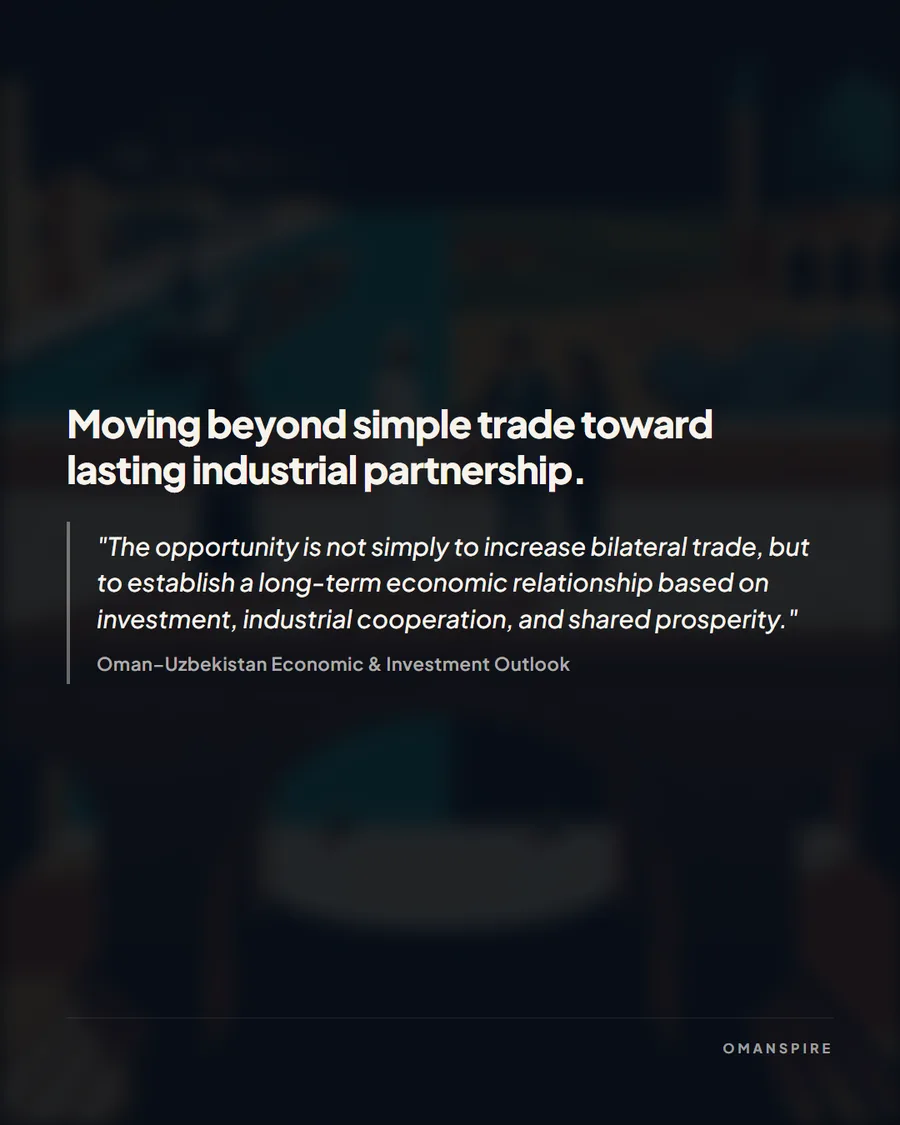 Moving beyond simple trade toward
lasting industrial partnership.
"The opportunity is not simply to increase bilateral trade, but
to establish a long-term economic relationship based on
investment, industrial cooperation, and shared prosperity."
Oman–Uzbekistan Economic & Investment Outlook
OMANSPIRE